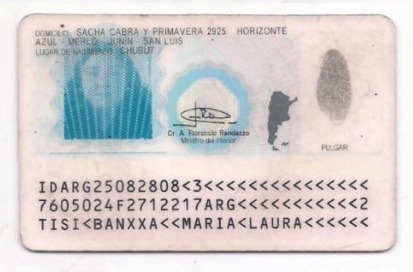 DOMICILIO: SACHA CABRA Y PRIMAVERA 2925 HORIZONTE
AZUL - MERLO - JUNIN - SAN LUIS
LUGAR DE NACIMIENTO: CHUBUT
Cr. A. Florencio Randazzo
Ministro del Interior
PULGAR
IDARG25082808<3<<<<<<<<<<<<<<<
7605024F2712217ARG<<<<<<<<<<<2
TISI<BANXXA<<MARIA<LAURA<<<<<<